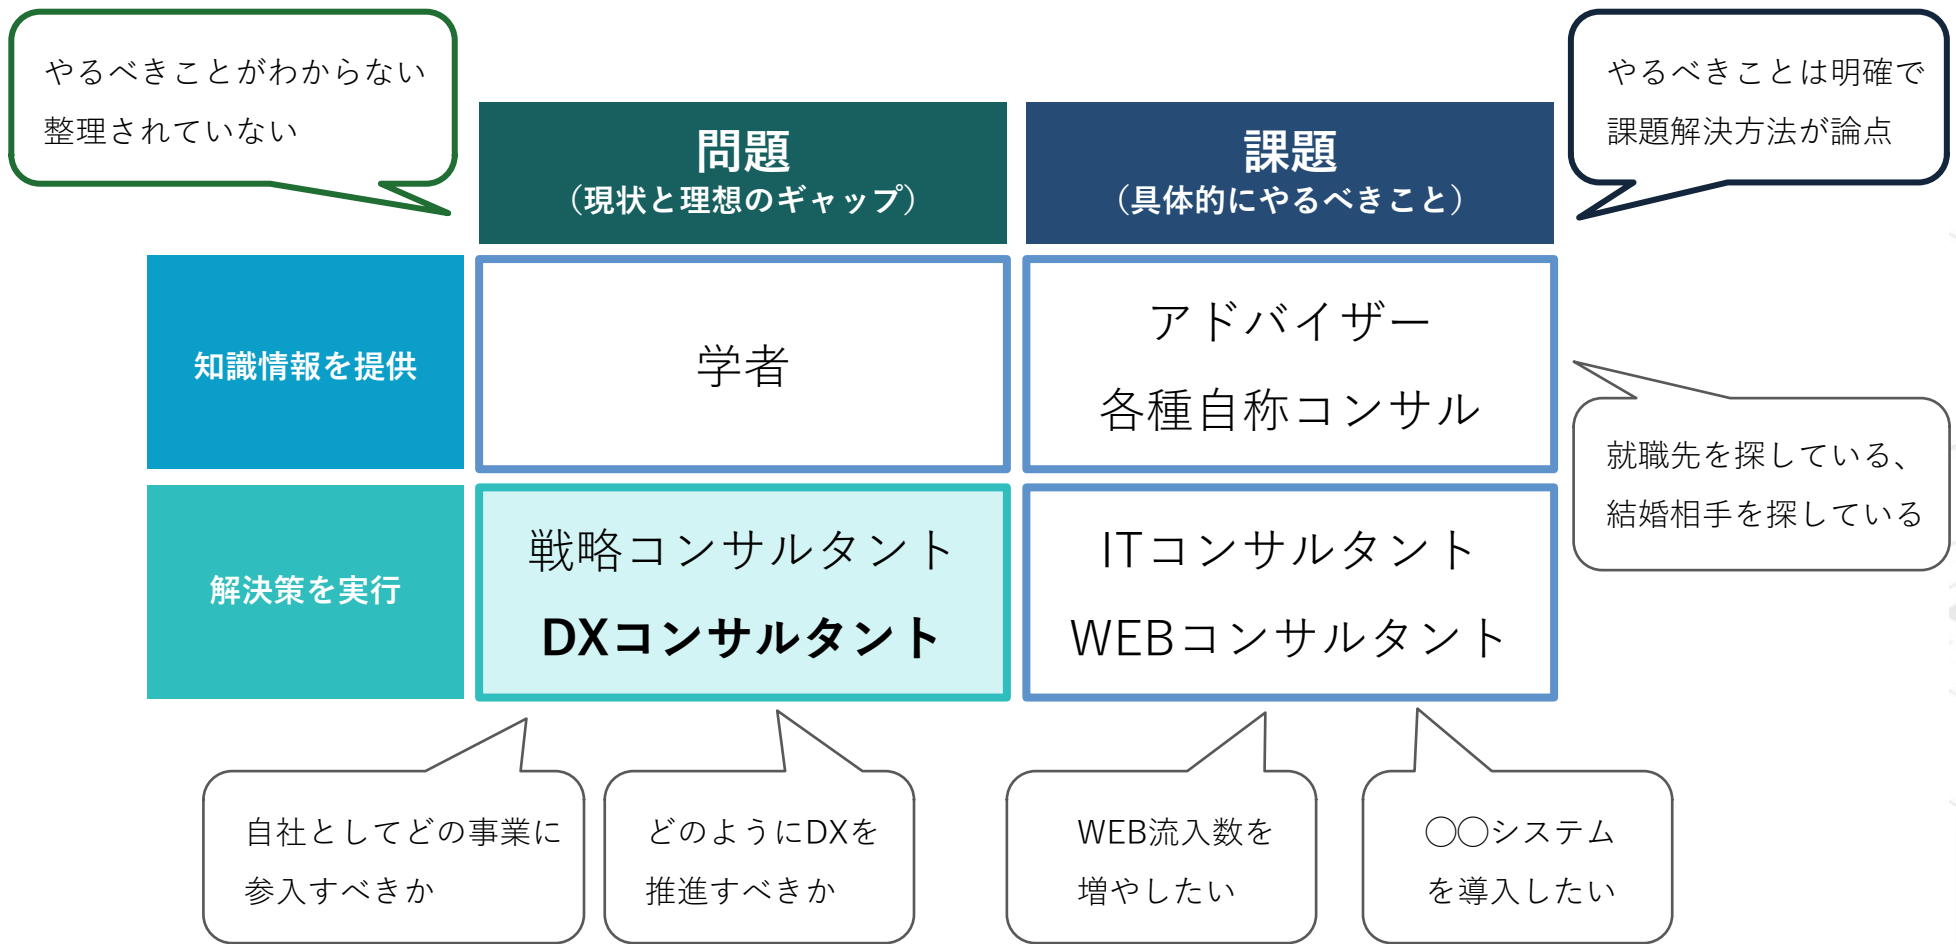 やるべきことがわからない
整理されていない
やるべきことは明確で
課題解決方法が論点
問題
（現状と理想のギャップ）
課題
（具体的にやるべきこと）
知識情報を提供
学者
アドバイザー
各種自称コンサル
就職先を探している、
結婚相手を探している
解決策を実行
戦略コンサルタント
DXコンサルタント
ITコンサルタント
WEBコンサルタント
自社としてどの事業に
参入すべきか
どのようにDXを
推進すべきか
WEB流入数を
増やしたい
〇〇システム
を導入したい